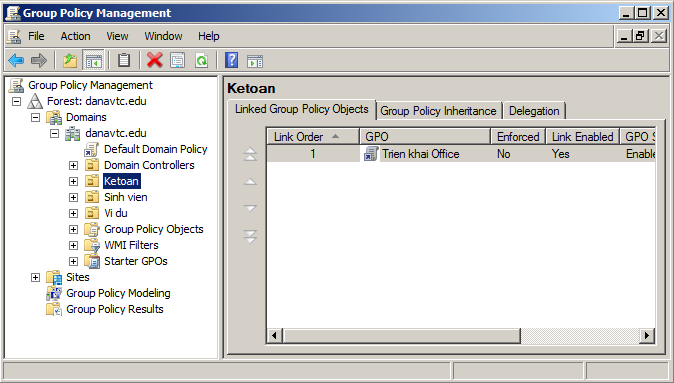 Group Policy Management
File Action View Window Help
Group Policy Management
Forest: danavtc.edu
Domains
danavtc.edu
Default Domain Policy
Domain Controllers
Ketoan
Sinh vien
Vi du
Group Policy Objects
WMI Filters
Starter GPOs
Sites
Group Policy Modeling
Group Policy Results
Ketoan
Linked Group Policy Objects Group Policy Inheritance Delegation
Link Order GPO Enforced Link Enabled GPO S
1 Trien khai Office No Yes Enable